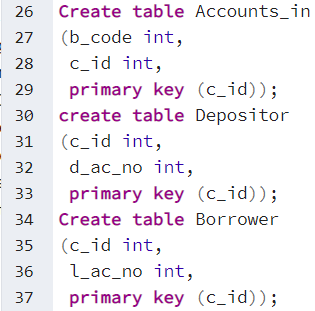 26 Create table Accounts_in
27 (b_code int,
28 c_id int,
29 primary key (c_id));
30 create table Depositor
31 (c_id int,
32 d_ac_no int,
33 primary key (c_id));
34 Create table Borrower
35 (c_id int,
36 l_ac_no int,
37 primary key (c_id));